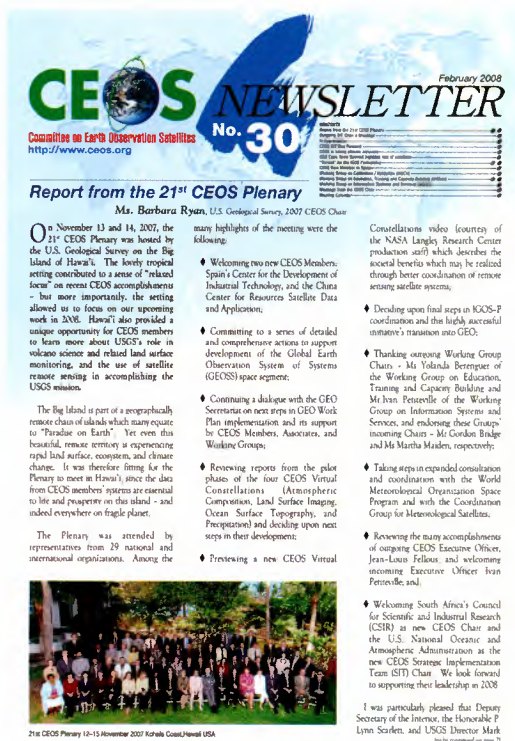 February 2008
CEOS NEWSLETTER
Committee on Earth Observation Satellites
No. 30
http://www.ceos.org
Report from the 21st CEOS Plenary
Ms. Barbara Ryan, U.S. Geological Survey, 2007 CEOS Chair
On November 13 and 14, 2007, the
21st CEOS Plenary was hosted by
the U.S. Geological Survey on the Big
Island of Hawai'i. The lovely tropical
setting contributed to a sense of "relaxed
focus" on recent CEOS accomplishments
- but more importantly, the setting
allowed us to focus on our upcoming
work in 2008. Hawai'i also provided a
unique opportunity for CEOS members
to learn more about USGS's role in
volcano science and related land surface
monitoring, and the use of satellite
remote sensing in accomplishing the
USGS mission.
The Big Island is part of a geographically
remote chain of islands which many equate
to "Paradise on Earth". Yet even this
beautiful, remote territory is experiencing
rapid land surface, ecosystem, and climate
change. It was therefore fitting for the
Plenary to meet in Hawai'i, since the data
from CEOS members' systems are essential
to life and prosperity on this island - and
indeed everywhere on fragile planet.
The Plenary was attended by
representatives from 29 national and
international organizations. Among the
many highlights of the meeting were the
following:
♦ Welcoming two new CEOS Members:
Spain's Center for the Development of
Industrial Technology, and the China
Center for Resources Satellite Data
and Application;
♦ Committing to a series of detailed
and comprehensive actions to support
development of the Global Earth
Observation System of Systems
(GEOSS) space segment;
♦ Continuing a dialogue with the GEO
Secretariat on next steps in GEO Work
Plan implementation and its support
by CEOS Members, Associates, and
Working Groups;
♦ Reviewing reports from the pilot
phases of the four CEOS Virtual
Constellations (Atmospheric
Composition, Land Surface Imaging,
Ocean Surface Topography, and
Precipitation) and deciding upon next
steps in their development;
♦ Previewing a new CEOS Virtual
Constellations video (courtesy of
the NASA Langley Research Center
production staff) which describes the
societal benefits which may be realized
through better coordination of remote
sensing satellite systems;
♦ Deciding upon final steps in IGOS-P
coordination and this highly successful
initiative's transition into GEO;
♦ Thanking outgoing Working Group
Chairs - Ms Yolanda Berenguer of
the Working Group on Education,
Training and Capacity Building and
Mr Ivan Petiteville of the Working
Group on Information Systems and
Services, and endorsing these Groups'
incoming Chairs - Mr Gordon Bridge
and Ms Martha Maiden, respectively;
♦ Taking steps in expanded consultation
and coordination with the World
Meteorological Organization Space
Program and with the Coordination
Group for Meteorological Satellites;
♦ Reviewing the many accomplishments
of outgoing CEOS Executive Officer,
Jean-Louis Fellous, and welcoming
incoming Executive Officer Ivan
Petiteville; and,
♦ Welcoming South Africa's Council
for Scientific and Industrial Research
(CSIR) as new CEOS Chair and
the U.S. National Oceanic and
Atmospheric Administration as the
new CEOS Strategic Implementation
Team (SIT) Chair. We look forward
to supporting their leadership in 2008.
I was particularly pleased that Deputy
Secretary of the Interior, the Honorable P.
Lynn Scarlett, and USGS Director Mark
21st CEOS Plenary 12-15 November 2007 Kohala Coast,Hawaii USA